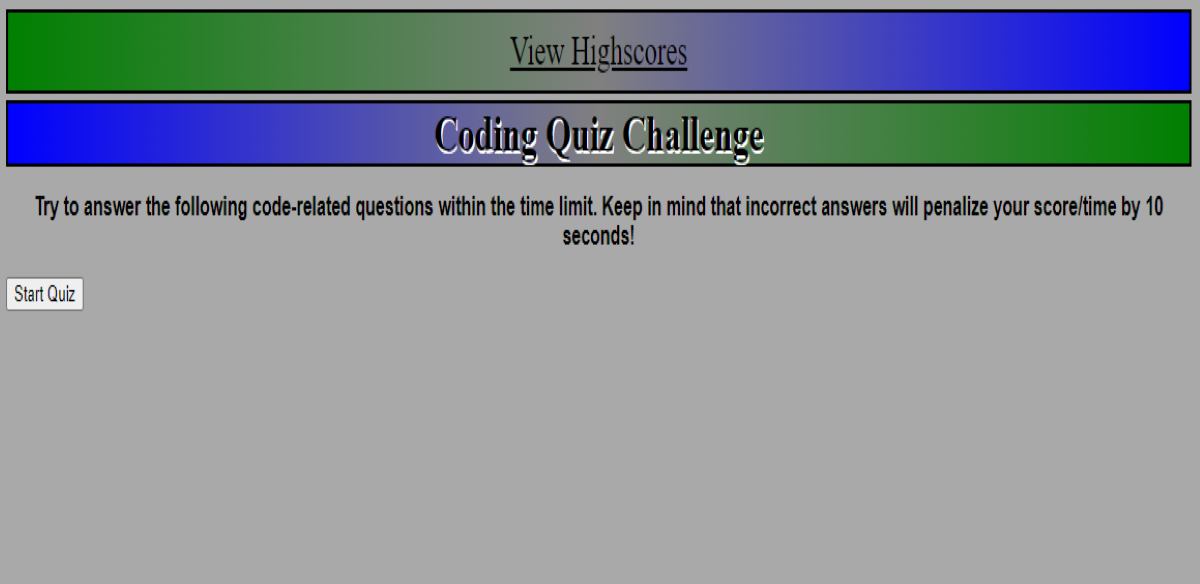 View Highscores
Coding Quiz Challenge
Try to answer the following code-related questions within the time limit. Keep in mind that incorrect answers will penalize your score/time by 10
seconds!
Start Quiz